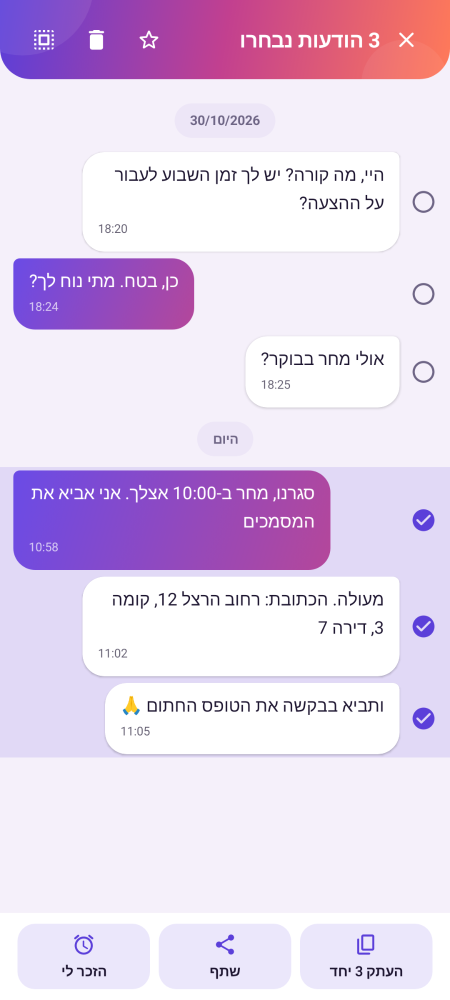 3 הודעות נבחרו
30/10/2026
היי, מה קורה? יש לך זמן השבוע לעבור
על ההצעה?
18:20
כן, בטח. מתי נוח לך?
18:24
אולי מחר בבוקר?
18:25
היום
סגרנו, מחר ב-10:00 אצלך. אני אביא את
המסמכים
10:58
מעולה. הכתובת: רחוב הרצל 12, קומה
3, דירה 7
11:02
ותביא בבקשה את הטופס החתום 🙏
11:05
העתק 3 יחד
שתף
הזכר לי